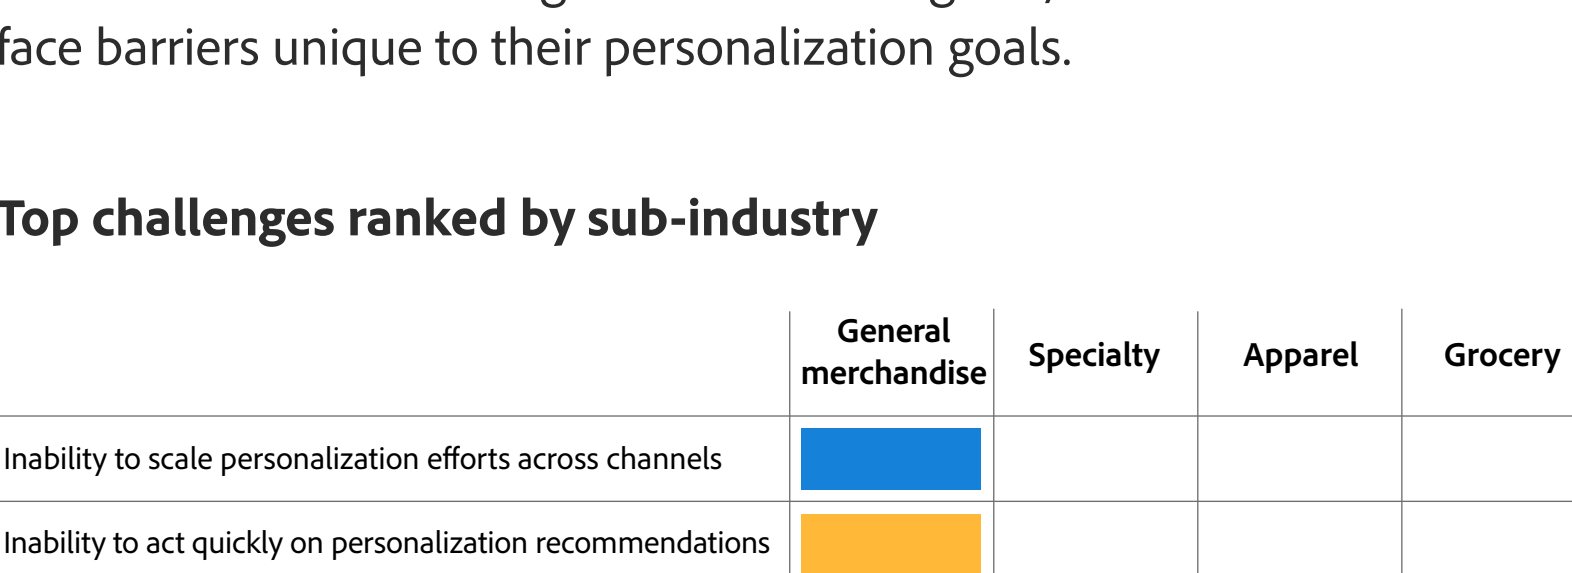 face barriers unique to their personalization goals.
Top challenges ranked by sub-industry
General
merchandise
Specialty
Apparel
Grocery
Inability to scale personalization efforts across channels
Inability to act quickly on personalization recommendations